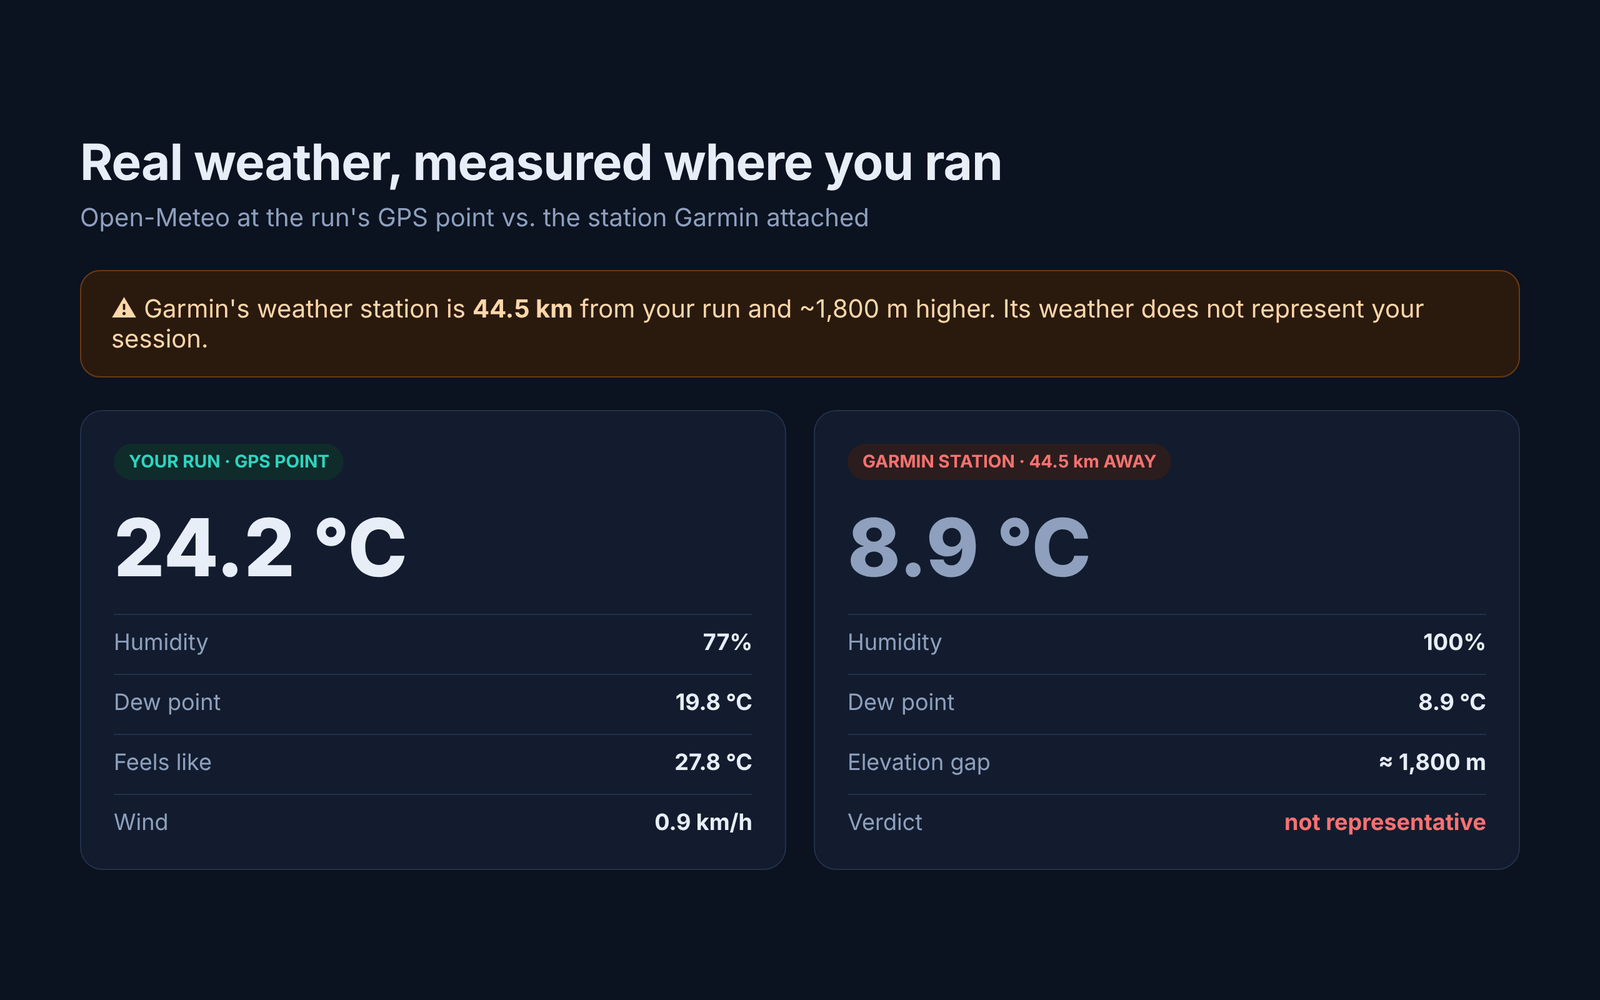 Real weather, measured where you ran
Open-Meteo at the run's GPS point vs. the station Garmin attached
⚠ Garmin's weather station is 44.5 km from your run and ~1,800 m higher. Its weather does not represent your
session.
YOUR RUN · GPS POINT
24.2 °C
Humidity 77%
Dew point 19.8 °C
Feels like 27.8 °C
Wind 0.9 km/h
GARMIN STATION · 44.5 km AWAY
8.9 °C
Humidity 100%
Dew point 8.9 °C
Elevation gap ≈ 1,800 m
Verdict not representative